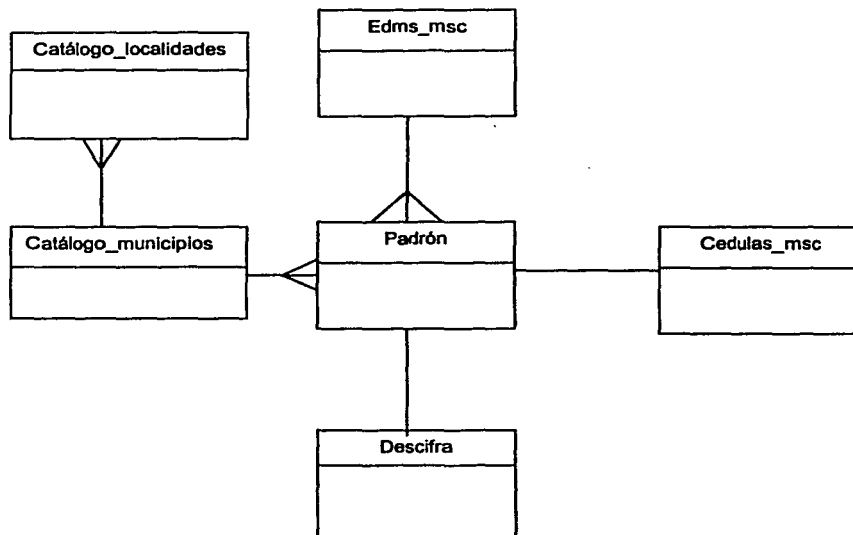 Edms_msc
Catálogo_localidades
Catálogo_municipios
Padrón
Cedulas_msc
Descifra